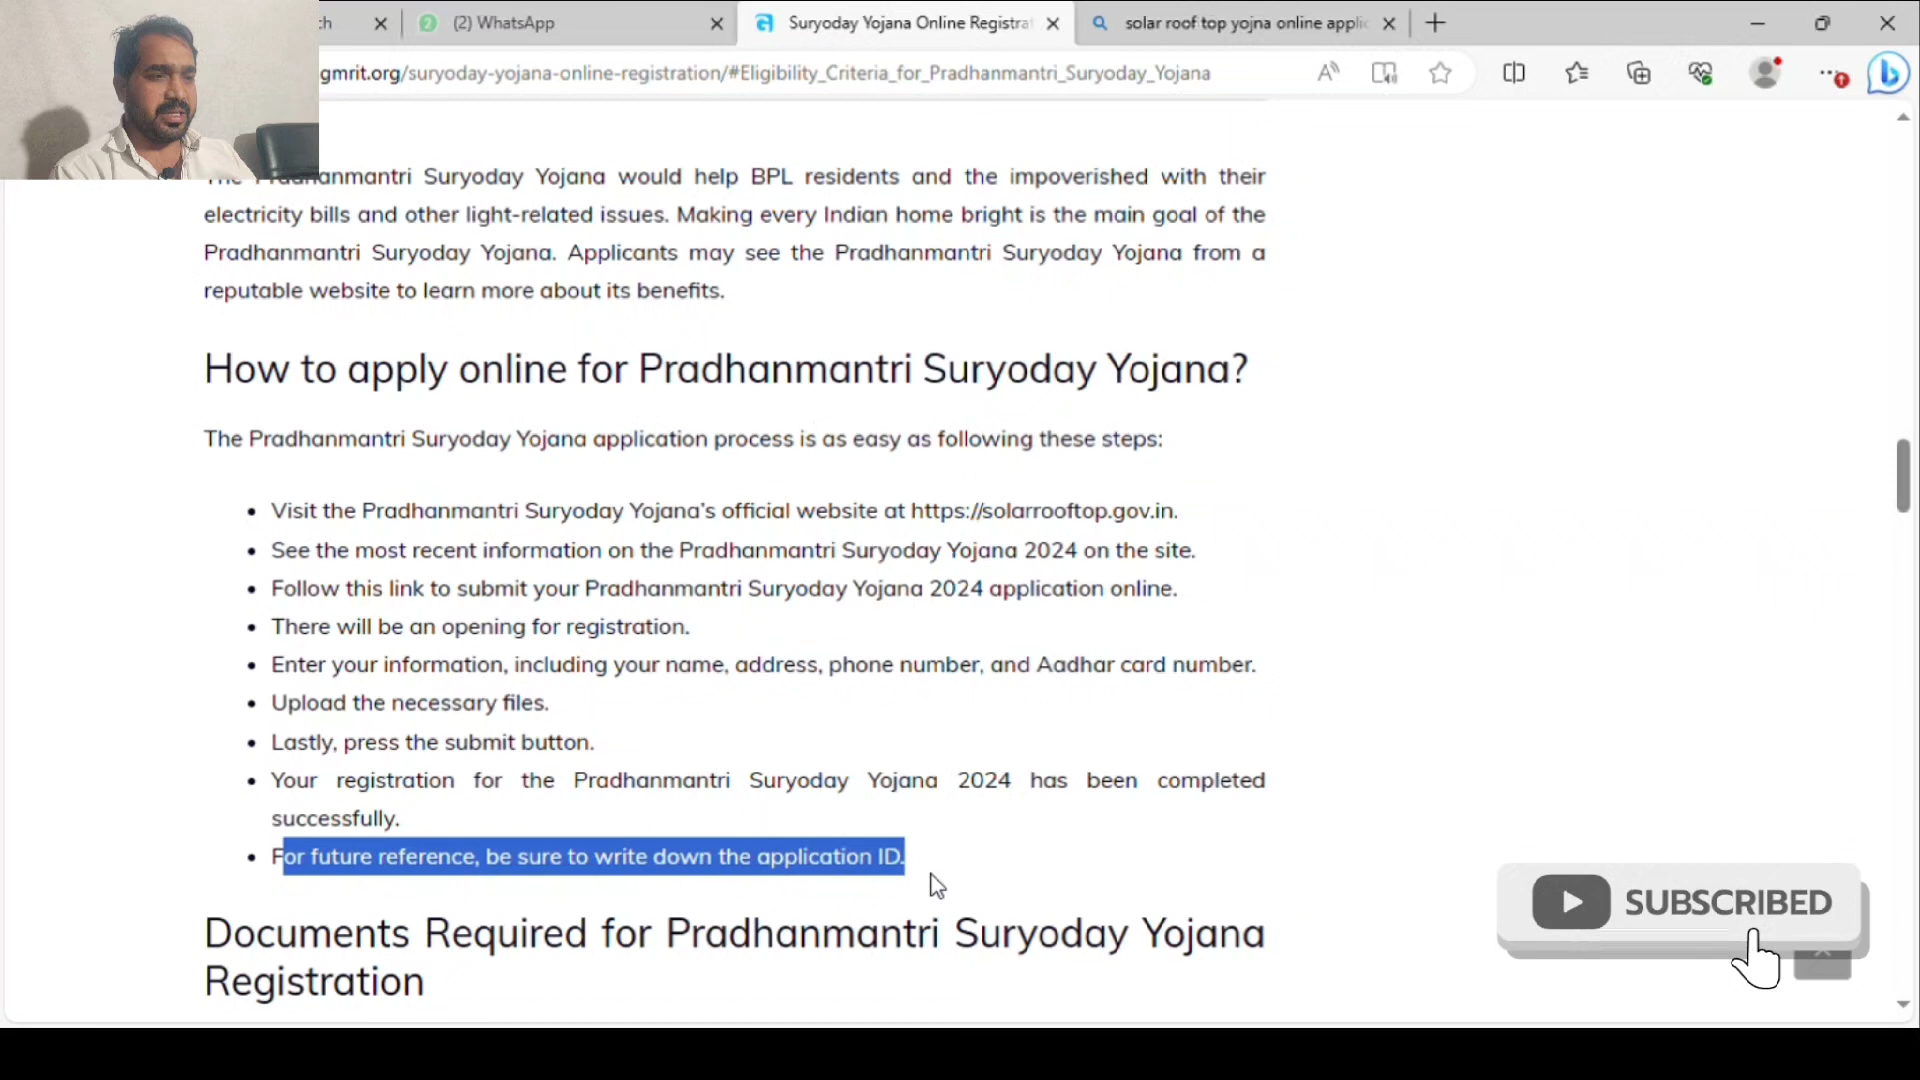 ch
(2) WhatsApp
Suryoday Yojana Online Registra
solar roof top yojna online applic
gmrit.org/suryoday-yojana-online-registration/#Eligibility_Criteria_for_Pradhanmantri_Suryoday_Yojana
The Pradhanmantri Suryoday Yojana would help BPL residents and the impoverished with their
electricity bills and other light-related issues. Making every Indian home bright is the main goal of the
Pradhanmantri Suryoday Yojana. Applicants may see the Pradhanmantri Suryoday Yojana from a
reputable website to learn more about its benefits.
How to apply online for Pradhanmantri Suryoday Yojana?
The Pradhanmantri Suryoday Yojana application process is as easy as following these steps:
• Visit the Pradhanmantri Suryoday Yojana's official website at https://solarrooftop.gov.in.
• See the most recent information on the Pradhanmantri Suryoday Yojana 2024 on the site.
• Follow this link to submit your Pradhanmantri Suryoday Yojana 2024 application online.
• There will be an opening for registration.
• Enter your information, including your name, address, phone number, and Aadhar card number.
• Upload the necessary files.
• Lastly, press the submit button.
• Your registration for the Pradhanmantri Suryoday Yojana 2024 has been completed
successfully.
• For future reference, be sure to write down the application ID.
SUBSCRIBED
Documents Required for Pradhanmantri Suryoday Yojana
Registration